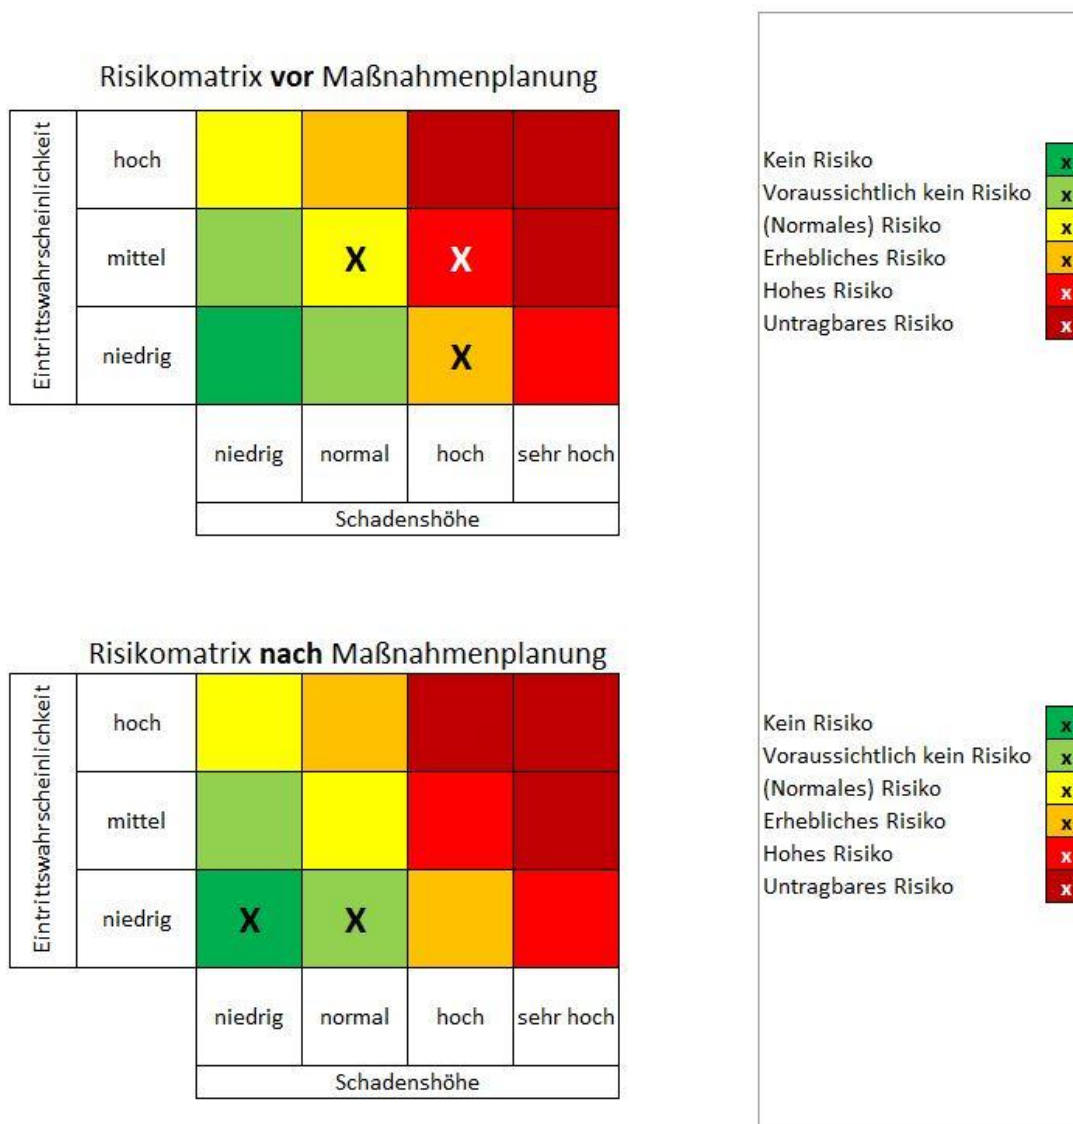 Risikomatrix vor Maßnahmenplanung
Eintrittswahrscheinlichkeit
hoch
mittel
X
X
niedrig
X
niedrig normal hoch sehr hoch
Schadenshöhe
Kein Risiko x
Voraussichtlich kein Risiko x
(Normales) Risiko x
Erhebliches Risiko x
Hohes Risiko x
Untragbares Risiko x
Risikomatrix nach Maßnahmenplanung
Eintrittswahrscheinlichkeit
hoch
mittel
niedrig
X
X
niedrig normal hoch sehr hoch
Schadenshöhe
Kein Risiko x
Voraussichtlich kein Risiko x
(Normales) Risiko x
Erhebliches Risiko x
Hohes Risiko x
Untragbares Risiko x